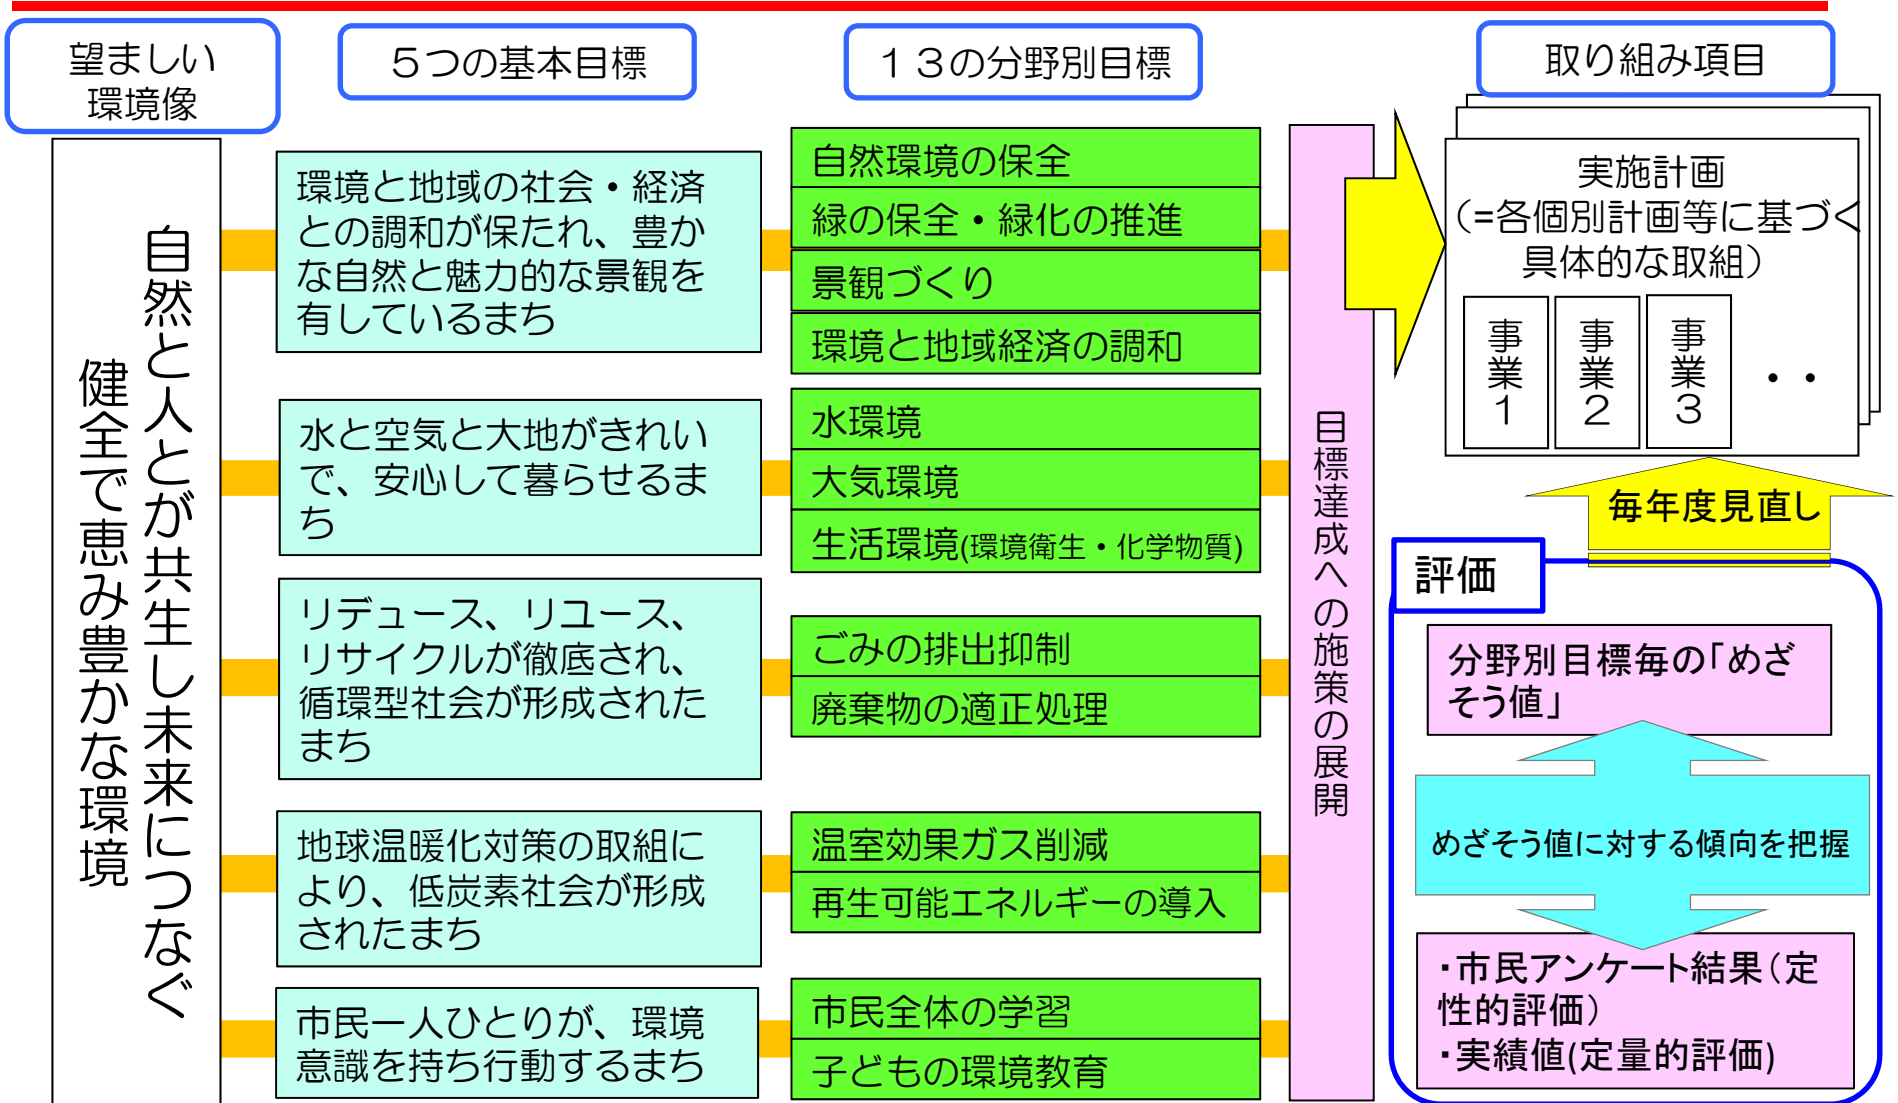 望ましい
環境像
５つの基本目標
１３の分野別目標
取り組み項目
自然と人とが共生し未来につなぐ
健全で恵み豊かな環境
環境と地域の社会・経済
との調和が保たれ、豊か
な自然と魅力的な景観を
有しているまち
自然環境の保全
緑の保全・緑化の推進
景観づくり
環境と地域経済の調和
水と空気と大地がきれい
で、安心して暮らせるま
ち
水環境
大気環境
生活環境(環境衛生・化学物質)
リデュース、リユース、
リサイクルが徹底され、
循環型社会が形成された
まち
ごみの排出抑制
廃棄物の適正処理
地球温暖化対策の取組に
より、低炭素社会が形成
されたまち
温室効果ガス削減
再生可能エネルギーの導入
市民一人ひとりが、環境
意識を持ち行動するまち
市民全体の学習
子どもの環境教育
目標達成への施策の展開
実施計画
（=各個別計画等に基づく
具体的な取組）
事業１
事業２
事業３
・・
毎年度見直し
評価
分野別目標毎の「めざ
そう値」
めざそう値に対する傾向を把握
・市民アンケート結果（定
性的評価）
・実績値(定量的評価)